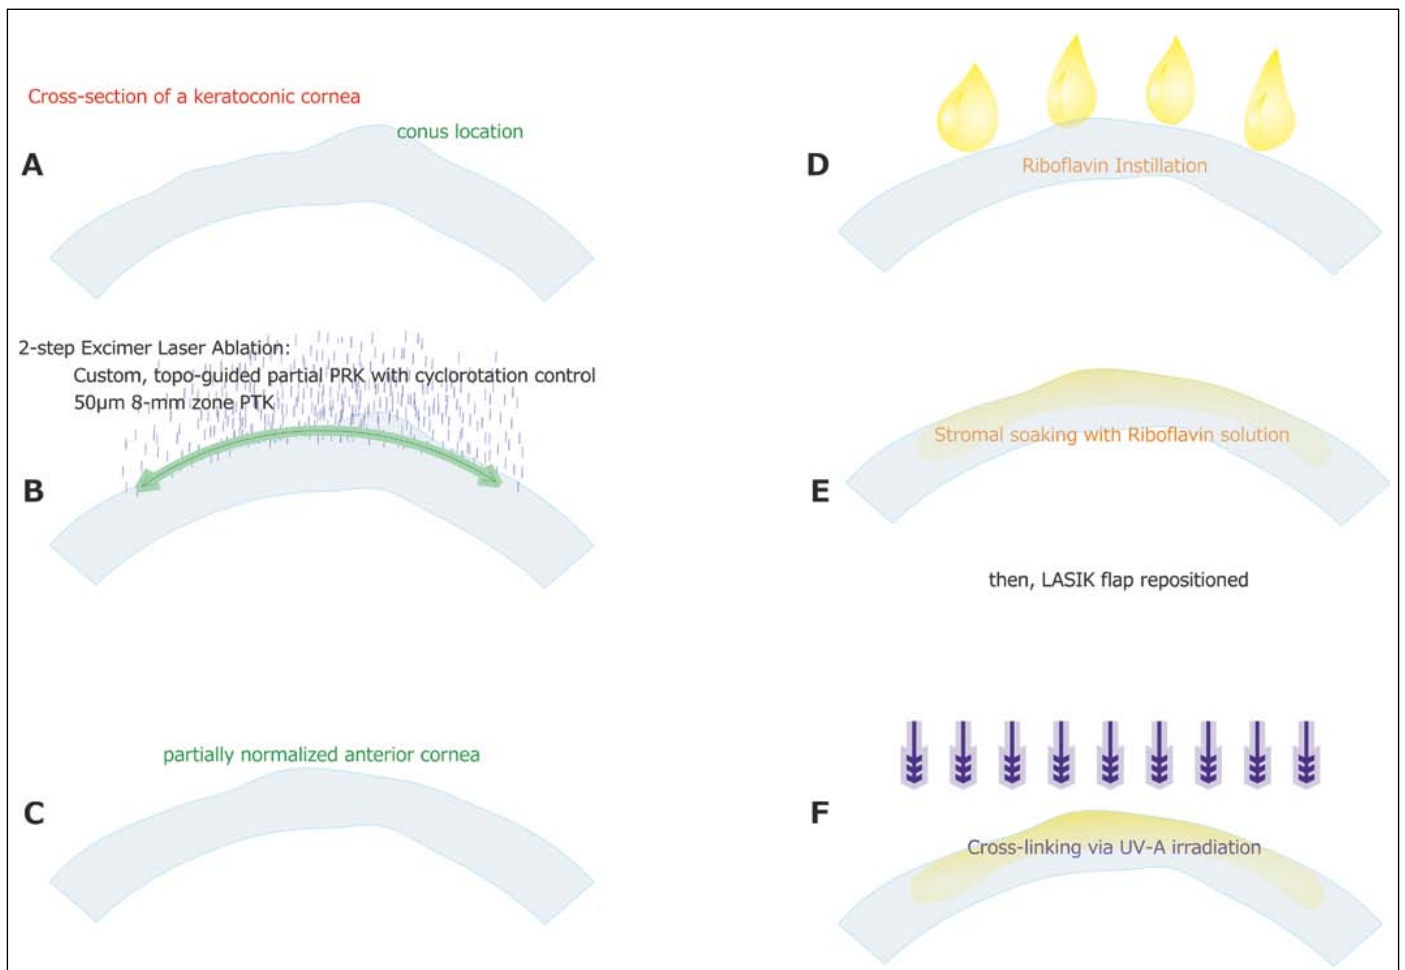 Cross-section of a keratoconic cornea
conus location
A
2-step Excimer Laser Ablation:
Custom, topo-guided partial PRK with cyclorotation control
50µm 8-mm zone PTK
B
partially normalized anterior cornea
C
D
Riboflavin Instillation
Stromal soaking with Riboflavin solution
E
then, LASIK flap repositioned
F
Cross-linking via UV-A irradiation